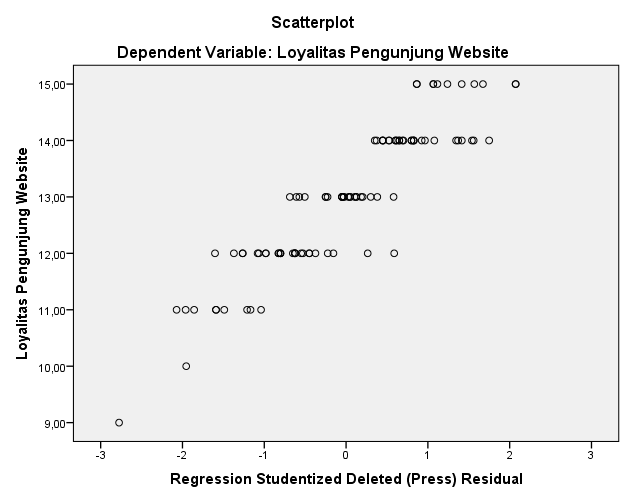 Scatterplot
Dependent Variable: Loyalitas Pengunjung Website
Loyalitas Pengunjung Website
15,00
14,00
13,00
12,00
11,00
10,00
9,00
-3 -2 -1 0 1 2 3
Regression Studentized Deleted (Press) Residual